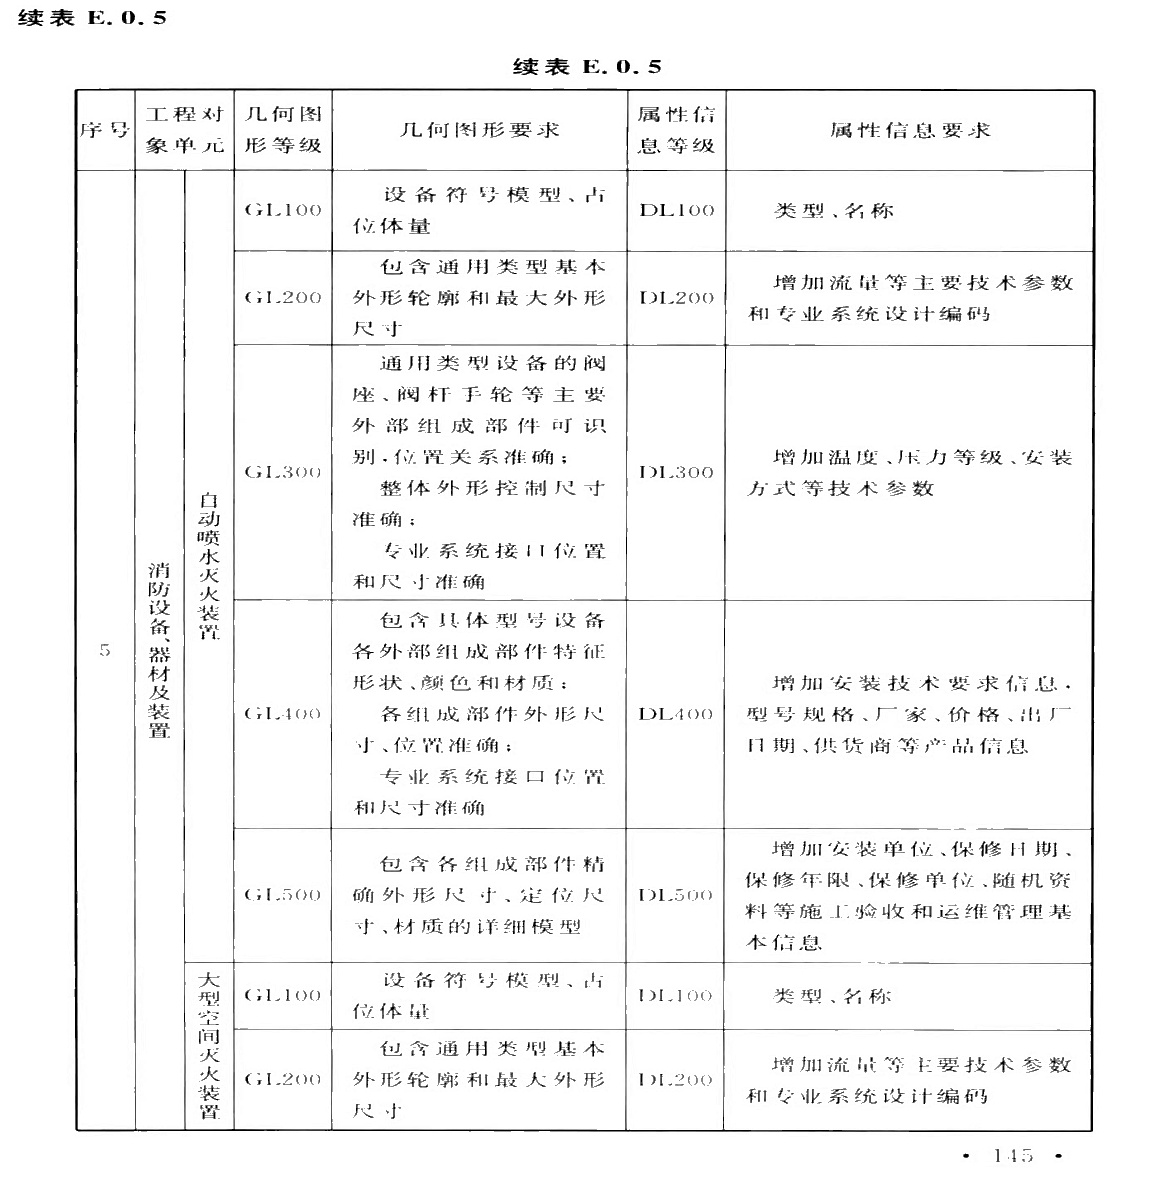 续表 E.0.5
续表 E.0.5
序号
工程对
象单元
几何图
形等级
几何图形要求
属性信
息等级
属性信息要求
5
消防设备、器材及装置
自动喷水灭火装置
GL100
设备符号模型、占
位体量
DL100
类型、名称
GL200
包含通用类型基本
外形轮廓和最大外形
尺寸
DL200
增加流量等主要技术参数
和专业系统设计编码
GL300
通用类型设备的阀
座、阀杆手轮等主要
外部组成部件可识
别,位置关系准确;
整体外形控制尺寸
准确;
专业系统接口位置
和尺寸准确
DL300
增加温度、压力等级、安装
方式等技术参数
GL400
包含具体型号设备
各外部组成部件特征
形状、颜色和材质;
各组成部件外形尺
寸、位置准确;
专业系统接口位置
和尺寸准确
DL400
增加安装技术要求信息,
型号规格、厂家、价格、出厂
日期、供货商等产品信息
GL500
包含各组成部件精
确外形尺寸、定位尺
寸、材质的详细模型
DL500
增加安装单位、保修日期、
保修年限、保修单位、随机资
料等施工验收和运维管理基
本信息
大型空间灭火装置
GL100
设备符号模型、占
位体量
DL100
类型、名称
GL200
包含通用类型基本
外形轮廓和最大外形
尺寸
DL200
增加流量等主要技术参数
和专业系统设计编码
• 145 •